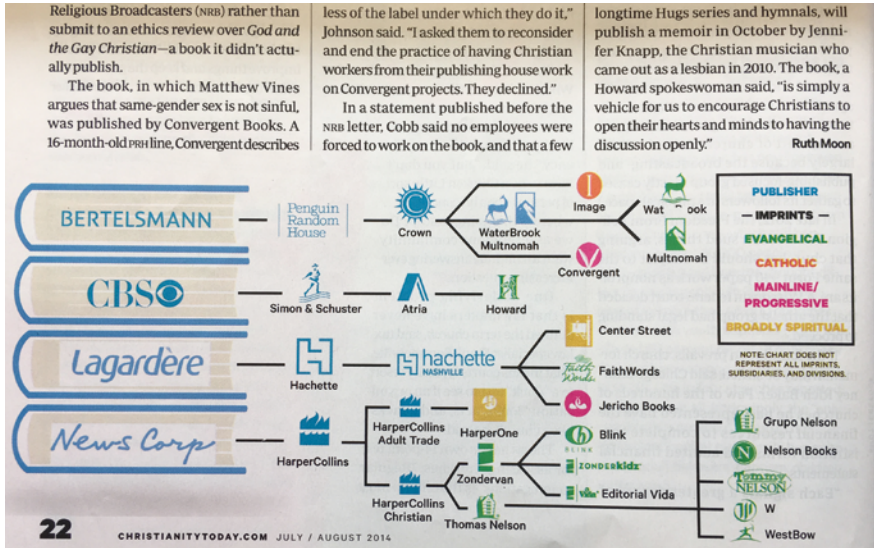 Religious Broadcasters (NRB) rather than
submit to an ethics review over God and
the Gay Christian—a book it didn't actu-
ally publish.
The book, in which Matthew Vines
argues that same-gender sex is not sinful,
was published by Convergent Books. A
16-month-old PRH line, Convergent describes
less of the label under which they do it,"
Johnson said. "I asked them to reconsider
and end the practice of having Christian
workers from their publishing house work
on Convergent projects. They declined."
In a statement published before the
NRB letter, Cobb said no employees were
forced to work on the book, and that a few
longtime Hugs series and hymnals, will
publish a memoir in October by Jenni-
fer Knapp, the Christian musician who
came out as a lesbian in 2010. The book, a
Howard spokeswoman said, "is simply a
vehicle for us to encourage Christians to
open their hearts and minds to having the
discussion openly." Ruth Moon
BERTELSMANN
Penguin
Random
House
Crown
WaterBrook
Multnomah
Image
Convergent
Wat ook
Multnomah
CBS
Simon & Schuster
Atria
Howard
Lagardère
Hachette
hachette
NASHVILLE
Center Street
Faith
Words
FaithWords
Jericho Books
News Corp
HarperCollins
HarperCollins
Adult Trade
HarperOne
HarperCollins
Christian
Zondervan
Thomas Nelson
Blink
BLINK
ZONDERkidz
Vida
Editorial Vida
Grupo Nelson
N
Nelson Books
Tommy
NELSON
W
WestBow
PUBLISHER
— IMPRINTS —
EVANGELICAL
CATHOLIC
MAINLINE/
PROGRESSIVE
BROADLY SPIRITUAL
NOTE: CHART DOES NOT
REPRESENT ALL IMPRINTS,
SUBSIDIARIES, AND DIVISIONS.
22
CHRISTIANITYTODAY.COM JULY / AUGUST 2014